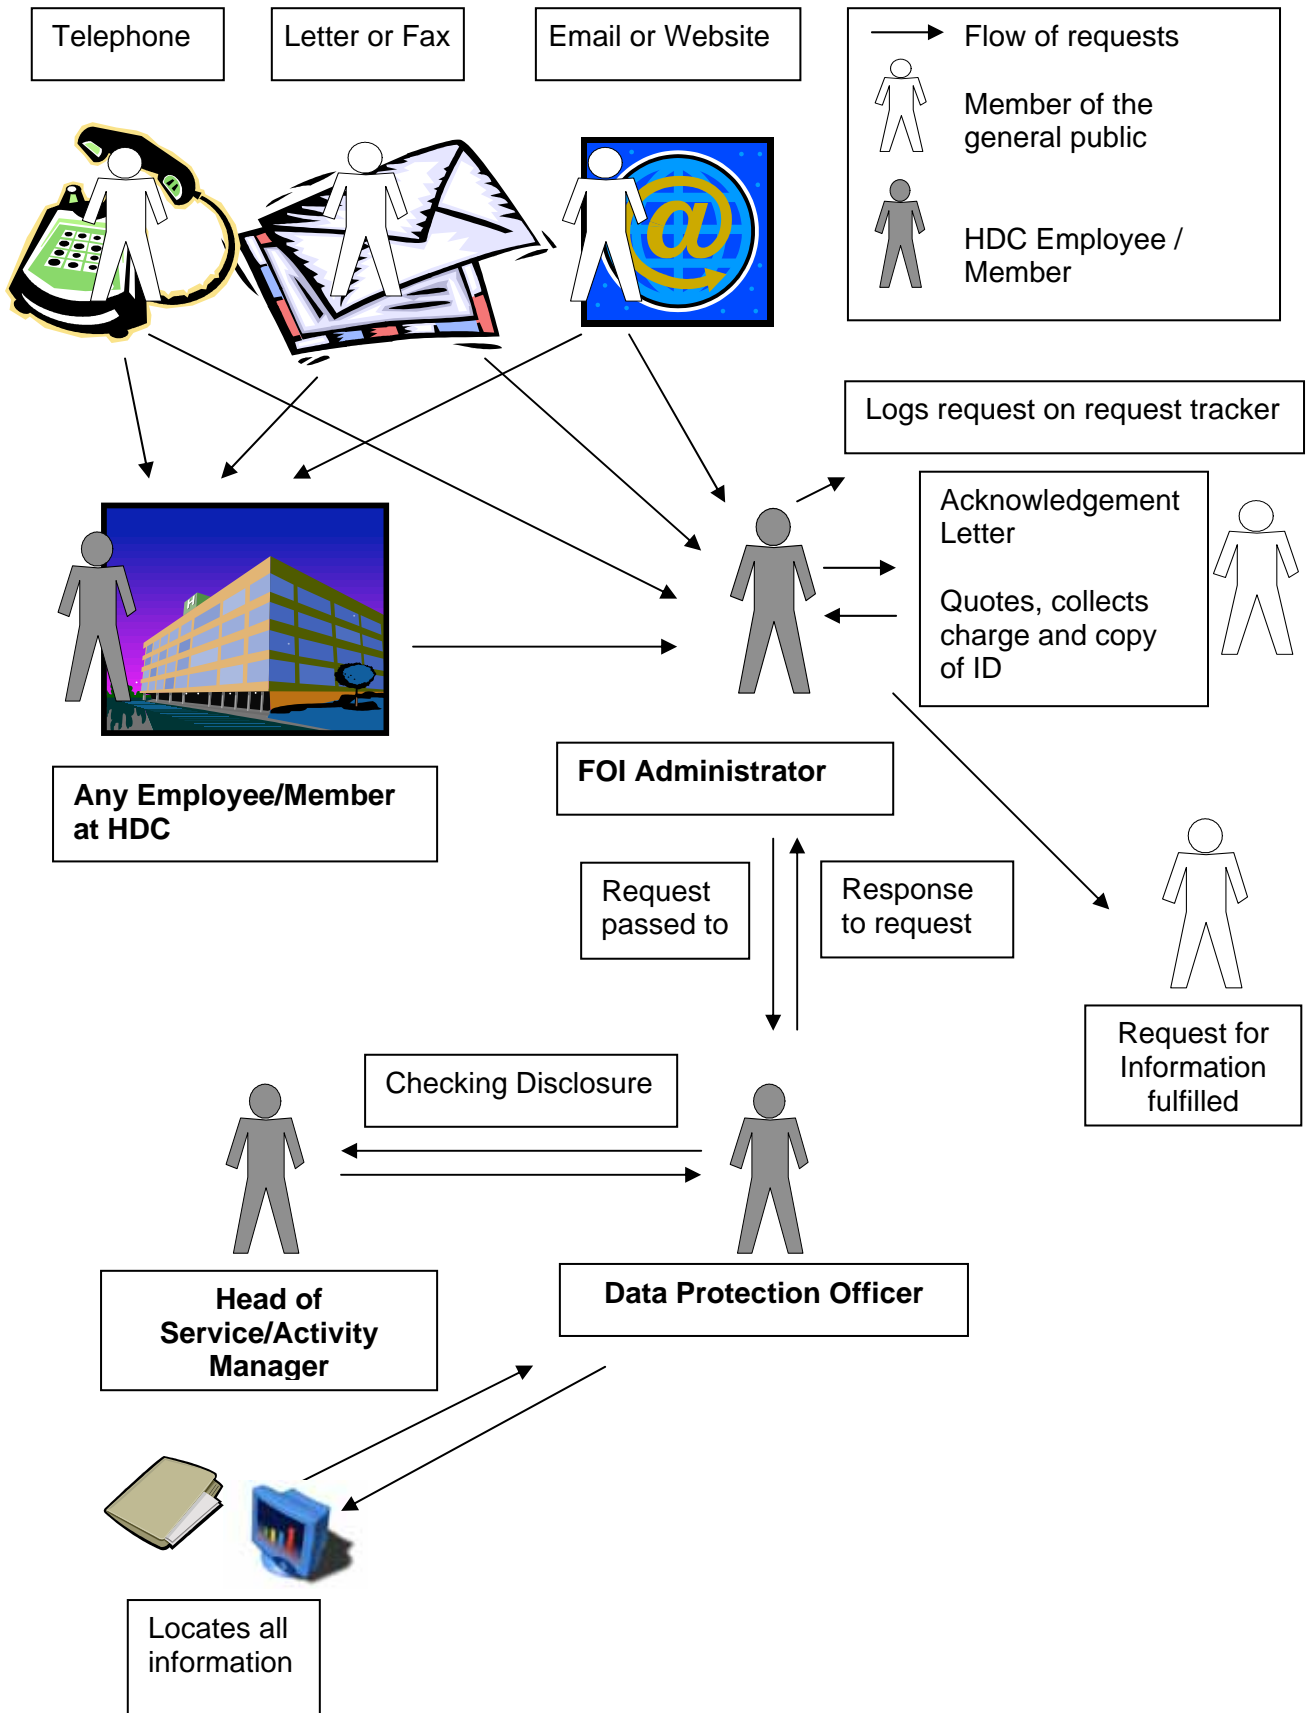 Telephone
Letter or Fax
Email or Website
Flow of requests
Member of the
general public
HDC Employee /
Member
Logs request on request tracker
Acknowledgement
Letter
Quotes, collects
charge and copy
of ID
H
@
Any Employee/Member
at HDC
FOI Administrator
Request
passed to
Response
to request
Request for
Information
fulfilled
Checking Disclosure
Head of
Service/Activity
Manager
Data Protection Officer
Locates all
information